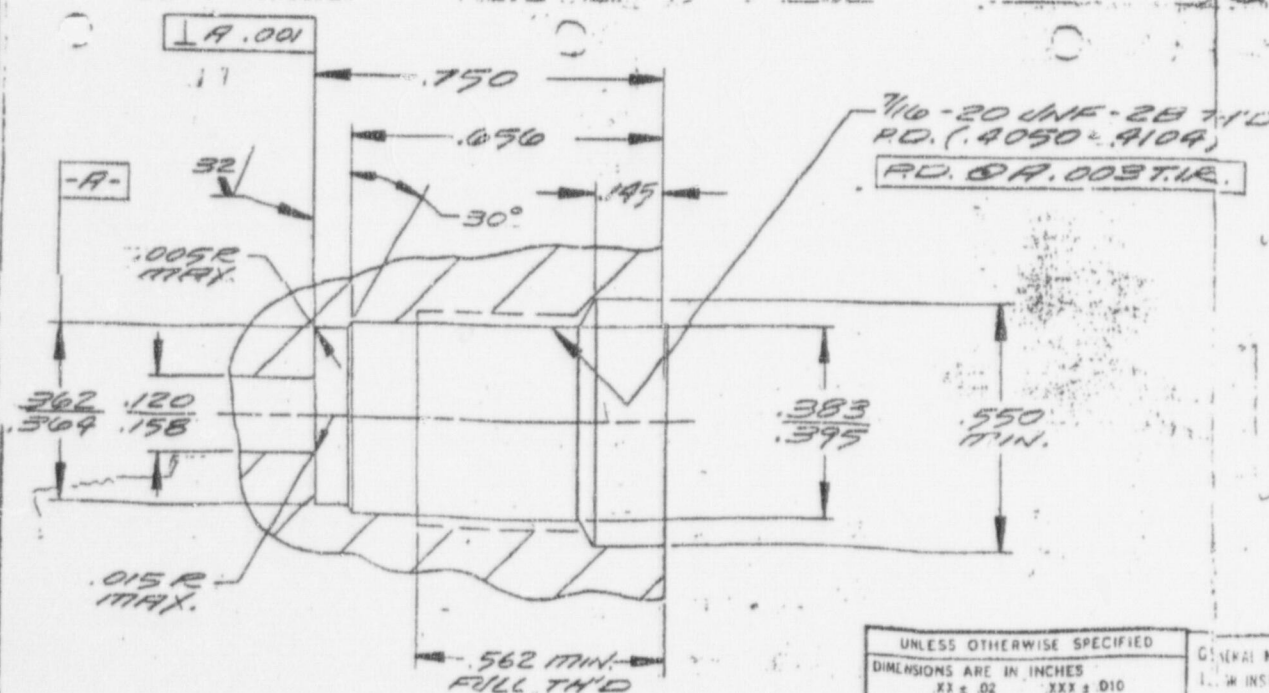 ⊥ A .001
.750
7/16-20 UNF-2B TH'D
P.D. (.4050-.4104)
.656
P.D. ◎ A .003 T.I.R.
-A-
32
.145
30°
.005R
MAX.
.362
.364
.120
.158
.383
.395
.550
MIN.
.015 R
MAX.
.562 MIN.
FULL TH'D
UNLESS OTHERWISE SPECIFIED
DIMENSIONS ARE IN INCHES
.XX ± .02 .XXX ± .010